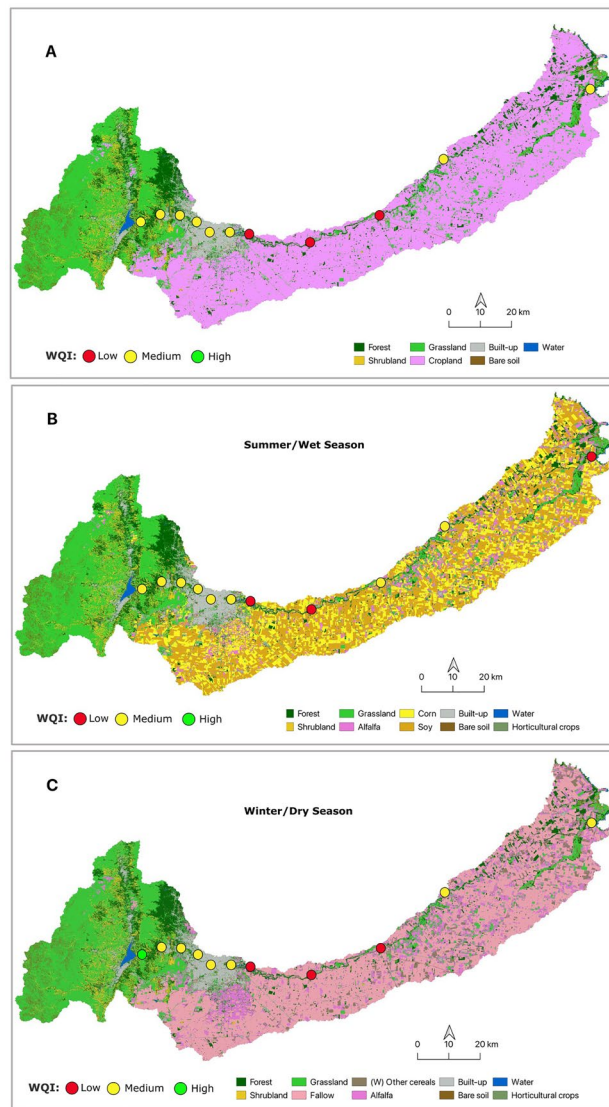 A
0 10 20 km
WQI: Low Medium High
Forest Grassland Built-up Water
Shrubland Cropland Bare soil
B
Summer/Wet Season
0 10 20 km
WQI: Low Medium High
Forest Grassland Corn Built-up Water
Shrubland Alfalfa Soy Bare soil Horticultural crops
C
Winter/Dry Season
0 10 20 km
WQI: Low Medium High
Forest Grassland (W) Other cereals Built-up Water
Shrubland Fallow Alfalfa Bare soil Horticultural crops